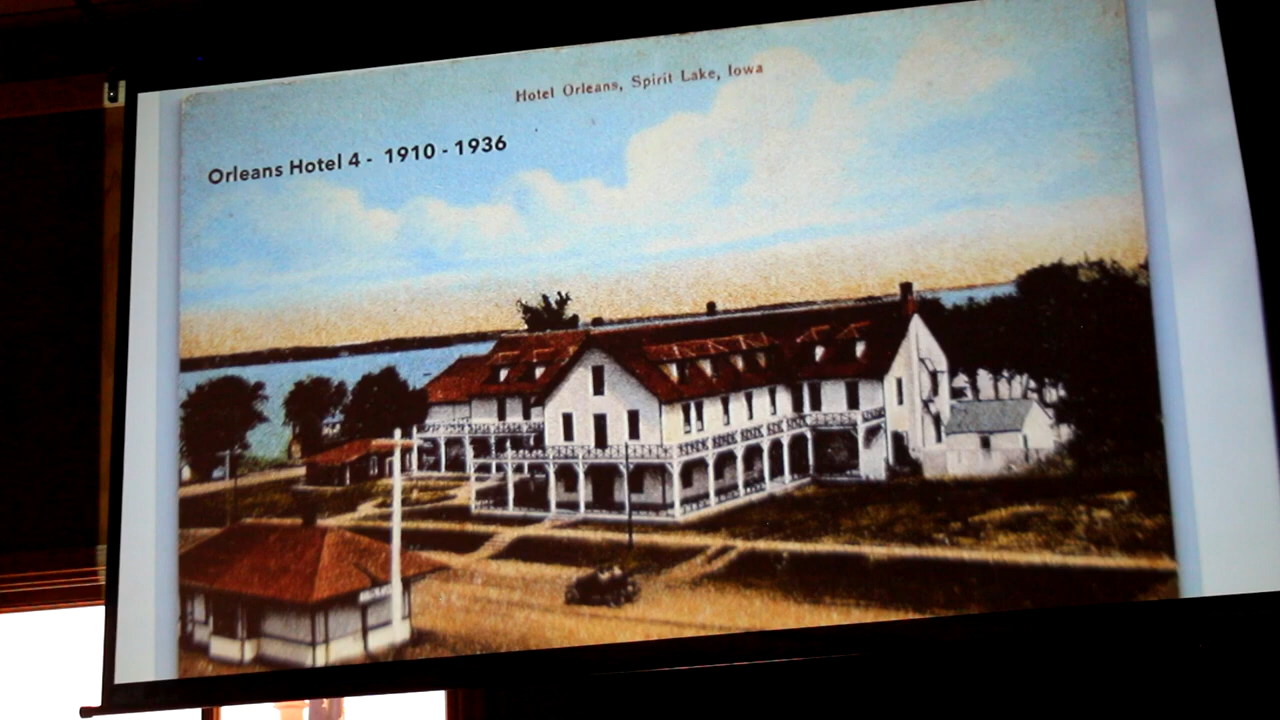 Hotel Orleans, Spirit Lake, Iowa
Orleans Hotel 4 - 1910 - 1936